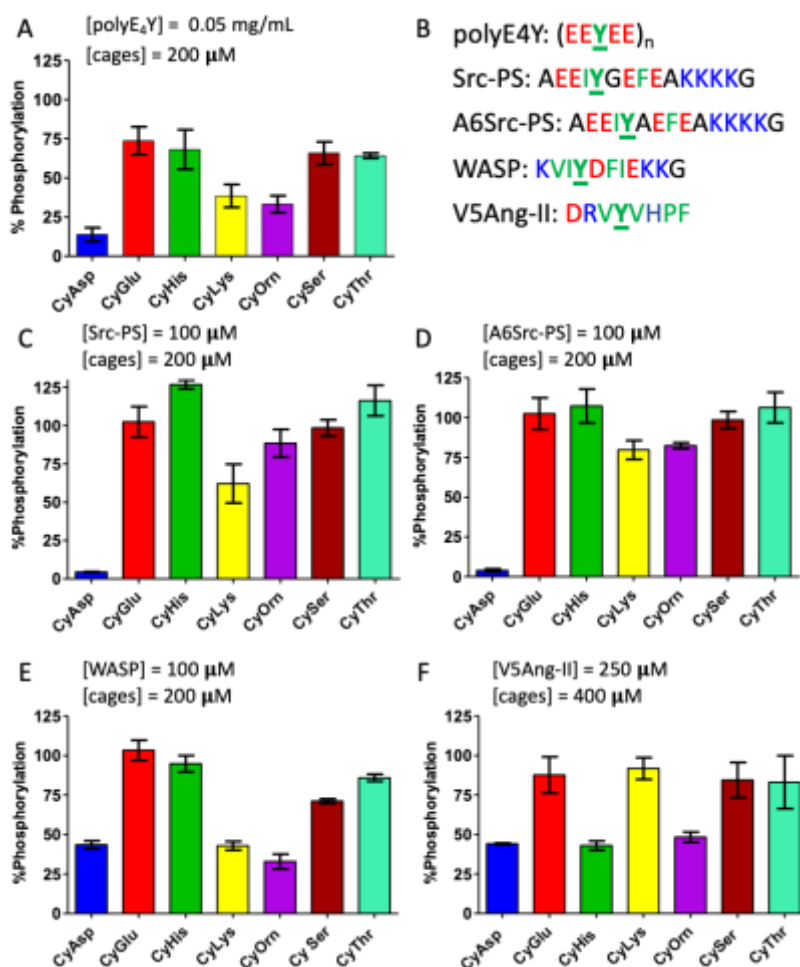 A [polyE₄Y] = 0.05 mg/mL
[cages] = 200 μM
% Phosphorylation
125
100
75
50
25
0
CyAsp CyGlu CyHis CyLys CyOrn CySer CyThr
B polyE4Y: (EEYEE)n
Src-PS: AEEIYGEFEAKKKKG
A6Src-PS: AEEIYAEFEAKKKKG
WASP: KVIYDFIEKKG
V5Ang-II: DRVYVHPF
C [Src-PS] = 100 μM
[cages] = 200 μM
%Phosphorylation
125
100
75
50
25
0
CyAsp CyGlu CyHis CyLys CyOrn CySer CyThr
D [A6Src-PS] = 100 μM
[cages] = 200 μM
%Phosphorylation
125
100
75
50
25
0
CyAsp CyGlu CyHis CyLys CyOrn CySer CyThr
E [WASP] = 100 μM
[cages] = 200 μM
%Phosphorylation
125
100
75
50
25
0
CyAsp CyGlu CyHis CyLys CyOrn Cy Ser CyThr
F [V5Ang-II] = 250 μM
[cages] = 400 μM
%Phosphorylation
125
100
75
50
25
0
CyAsp CyGlu CyHis CyLys CyOrn CySer CyThr